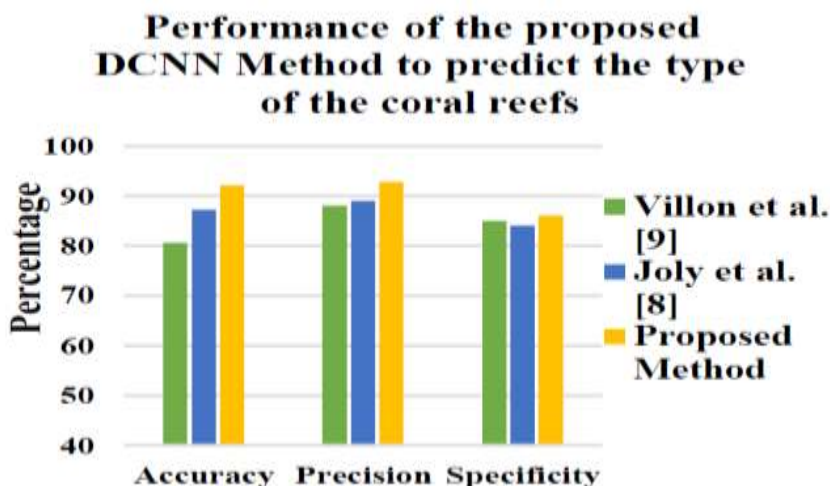 Performance of the proposed
DCNN Method to predict the type
of the coral reefs
100
90
80
70
60
50
40
Percentage
Accuracy Precision Specificity
Villon et al.
[9]
Joly et al.
[8]
Proposed
Method